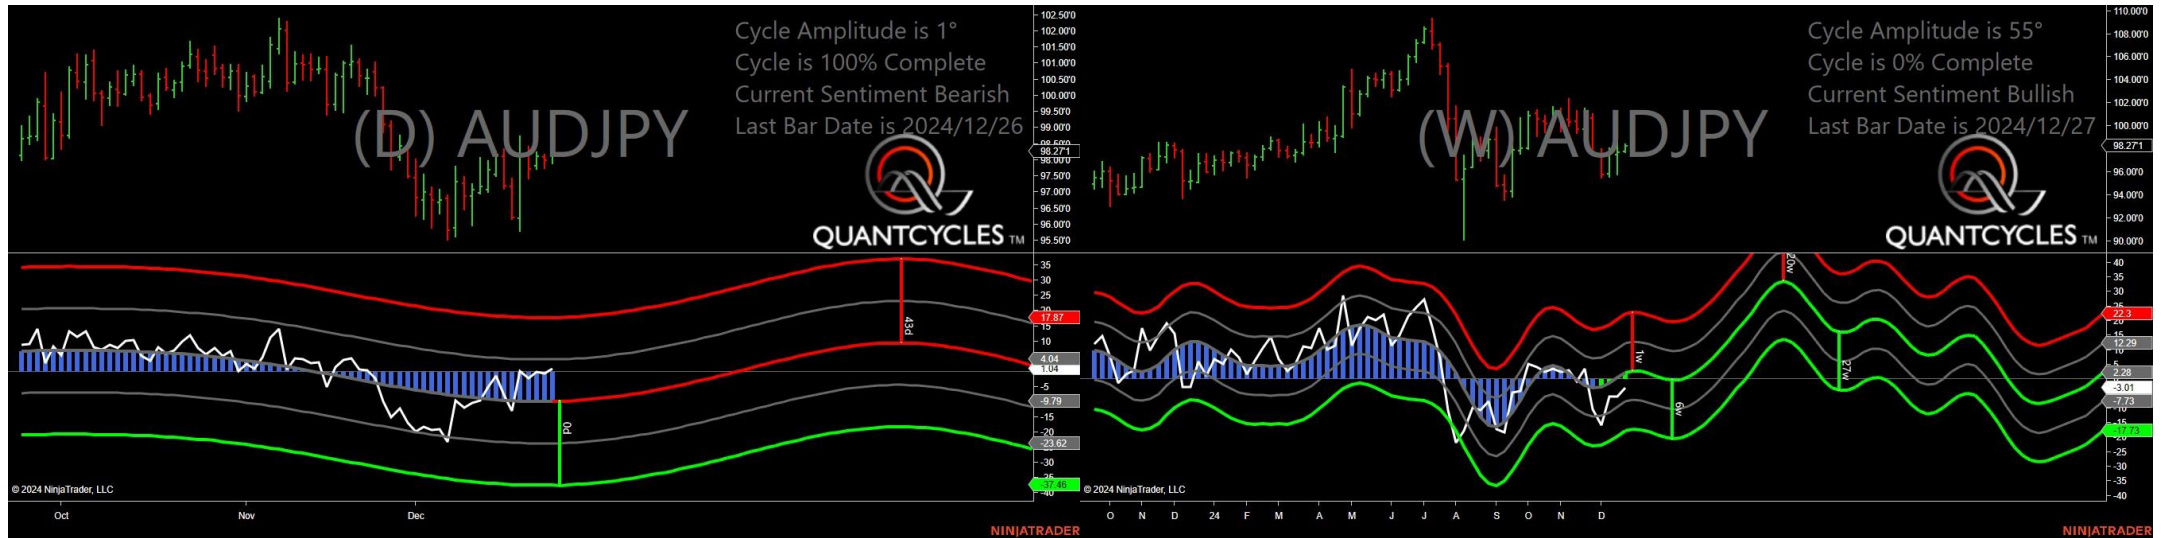 Cycle Amplitude is 1°
Cycle is 100% Complete
Current Sentiment Bearish
Last Bar Date is 2024/12/26
(D) AUDJPY
QUANTCYCLES TM
102.50'0
102.00'0
101.50'0
101.00'0
100.50'0
100.00'0
99.50'0
99.00'0
98.50'0
98.27'1
98.00'0
97.50'0
97.00'0
96.50'0
96.00'0
95.50'0
35
30
25
20
17.87
15
10
4.04
1.04
-5
-9.79
-15
-20
-23.62
-30
-37.46
-40
43d
0d
© 2024 NinjaTrader, LLC
Oct Nov Dec
NINJATRADER
Cycle Amplitude is 55°
Cycle is 0% Complete
Current Sentiment Bullish
Last Bar Date is 2024/12/27
(W) AUDJPY
QUANTCYCLES TM
110.00'0
108.00'0
106.00'0
104.00'0
102.00'0
100.00'0
98.27'1
96.00'0
94.00'0
92.00'0
90.00'0
40
35
30
25
22.3
20
15
12.29
5
2.28
-3.01
-7.73
-10
-17.73
-20
-25
-30
-35
-40
20w
1w
6w
27w
© 2024 NinjaTrader, LLC
O N D 24 F M A M J J A S O N D
NINJATRADER